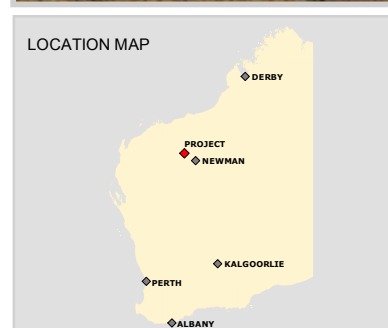 LOCATION MAP
DERBY
PROJECT
NEWMAN
KALGOORLIE
PERTH
ALBANY